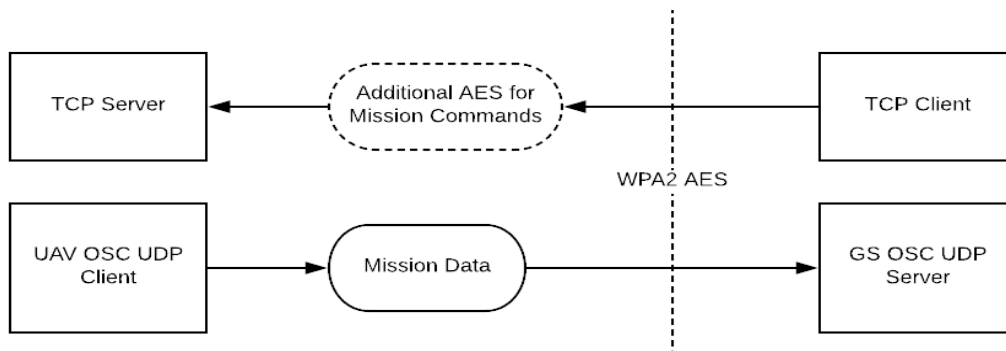 TCP Server
Additional AES for
Mission Commands
TCP Client
WPA2 AES
UAV OSC UDP
Client
Mission Data
GS OSC UDP
Server